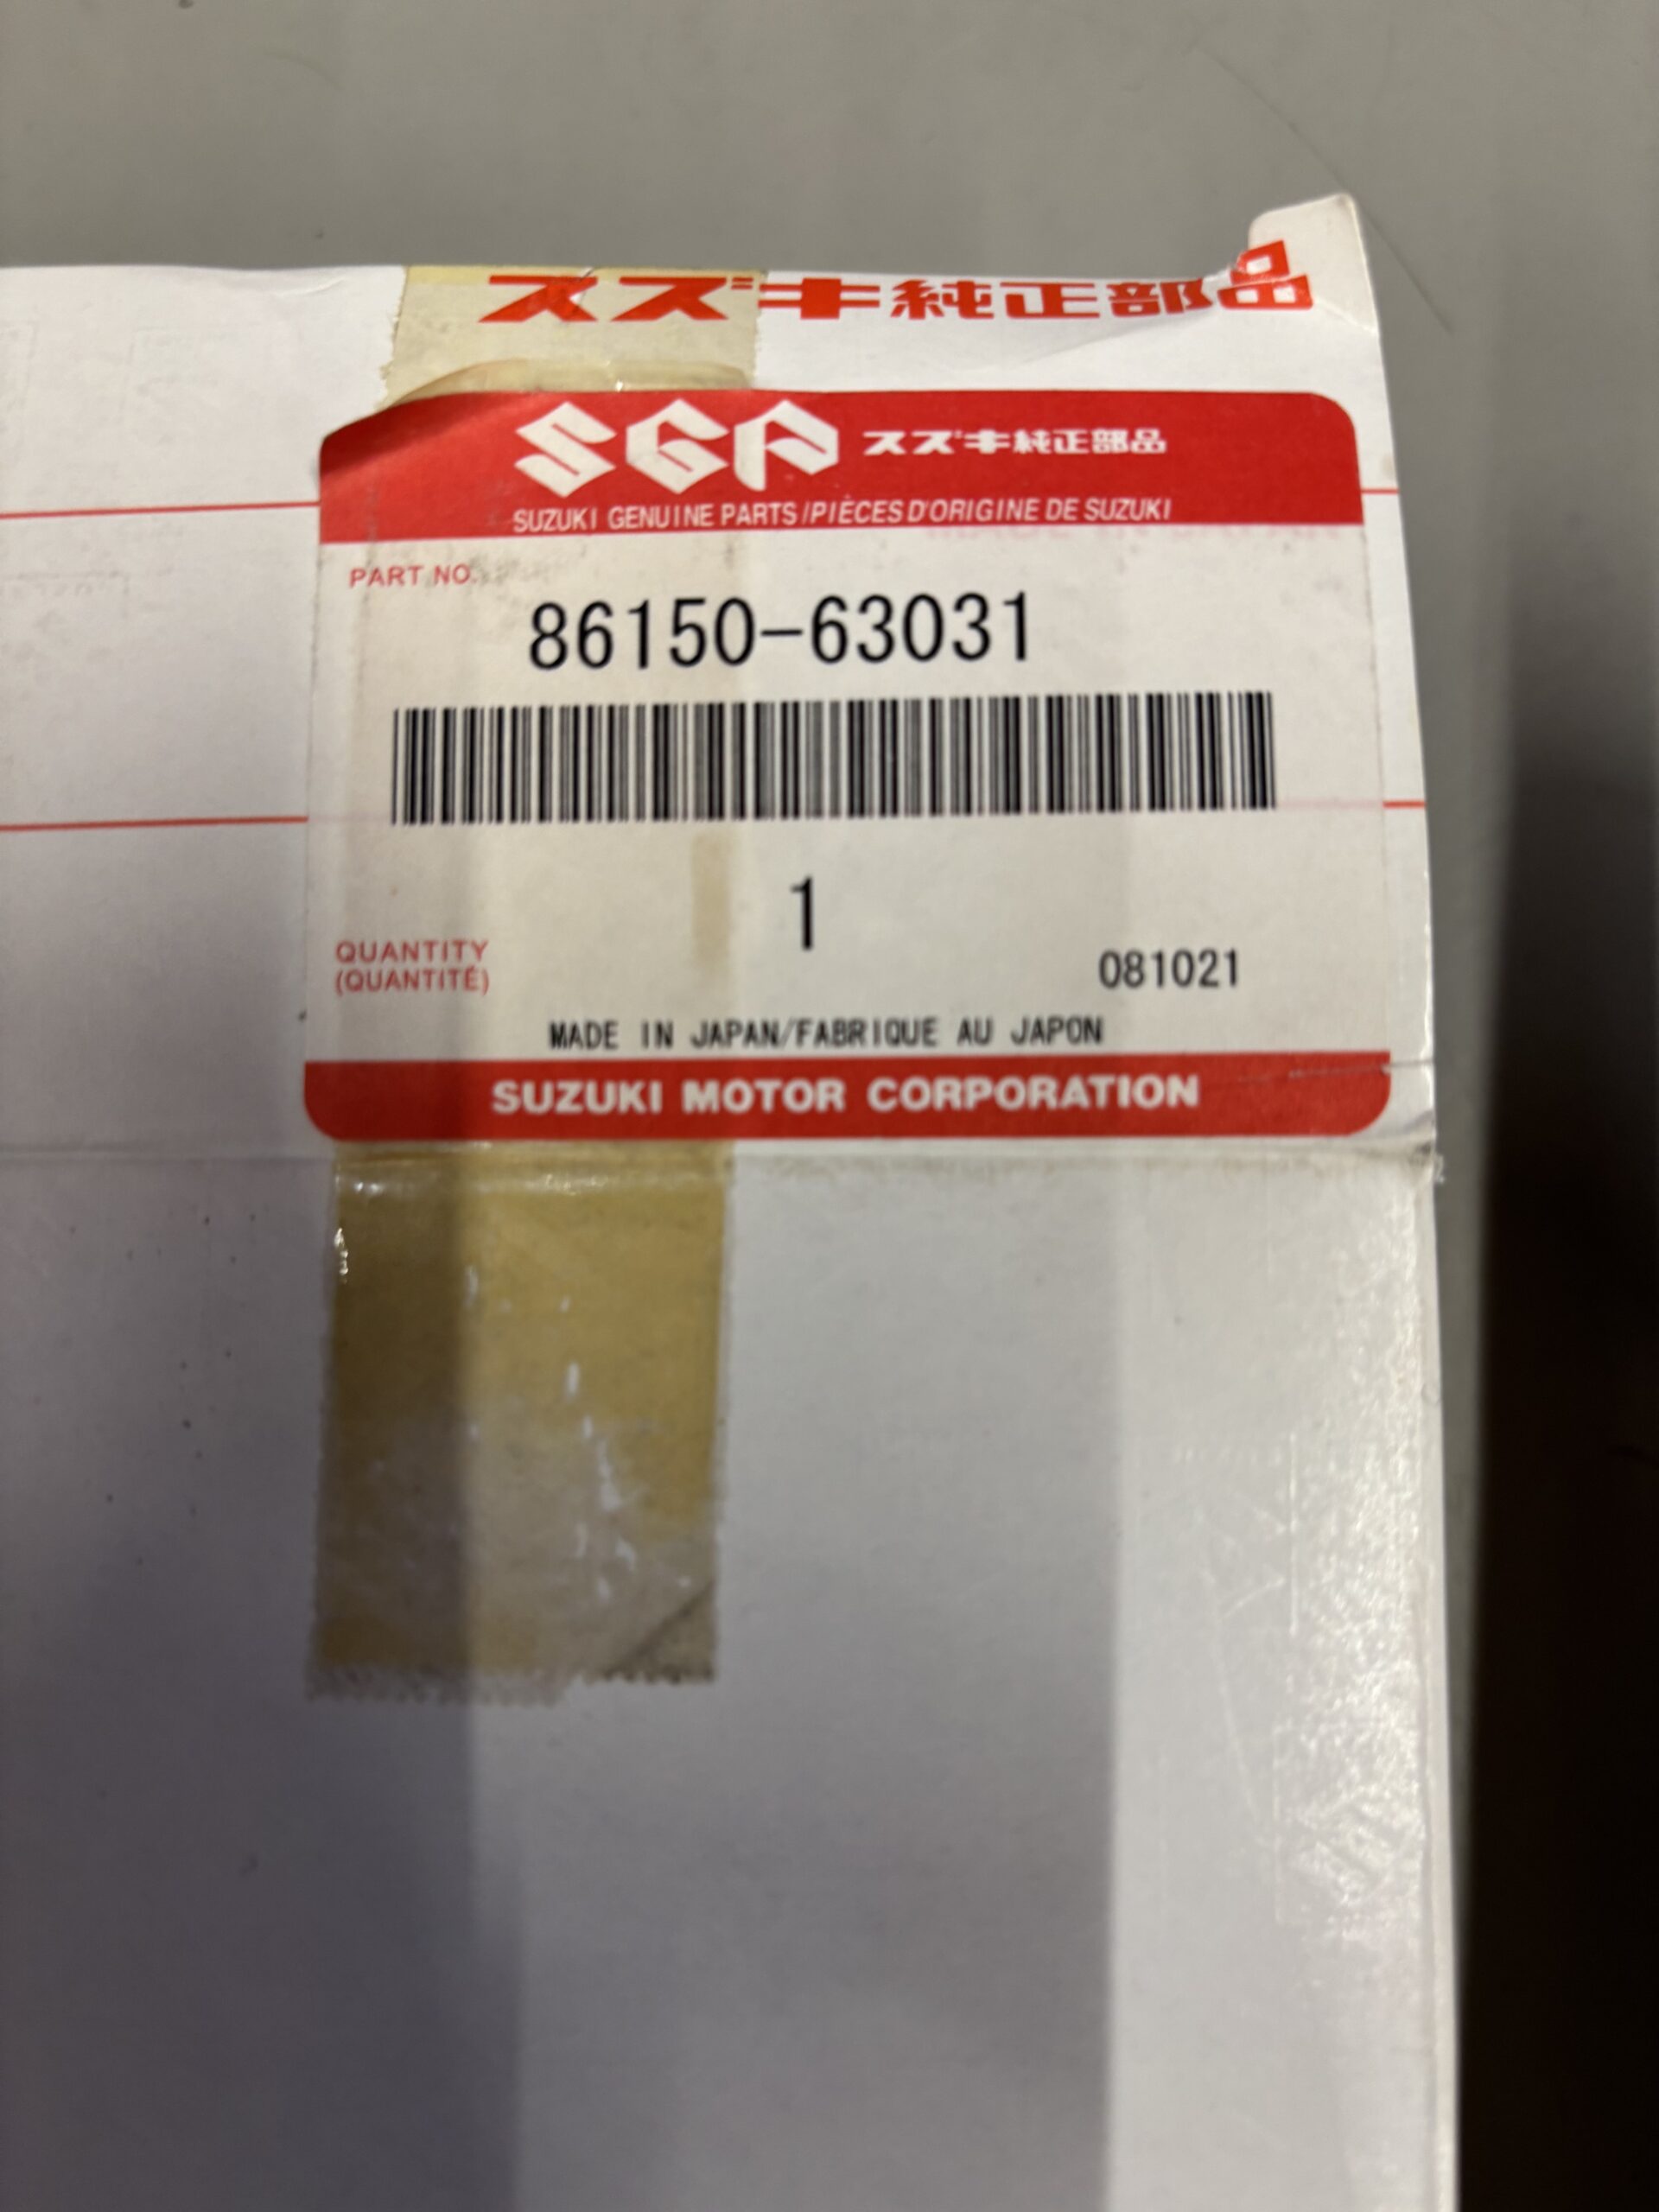 スズキ純正部品
SGP スズキ純正部品
SUZUKI GENUINE PARTS/PIÈCES D'ORIGINE DE SUZUKI
PART NO.
86150-63031
1
QUANTITY
(QUANTITÉ)
081021
MADE IN JAPAN/FABRIQUE AU JAPON
SUZUKI MOTOR CORPORATION